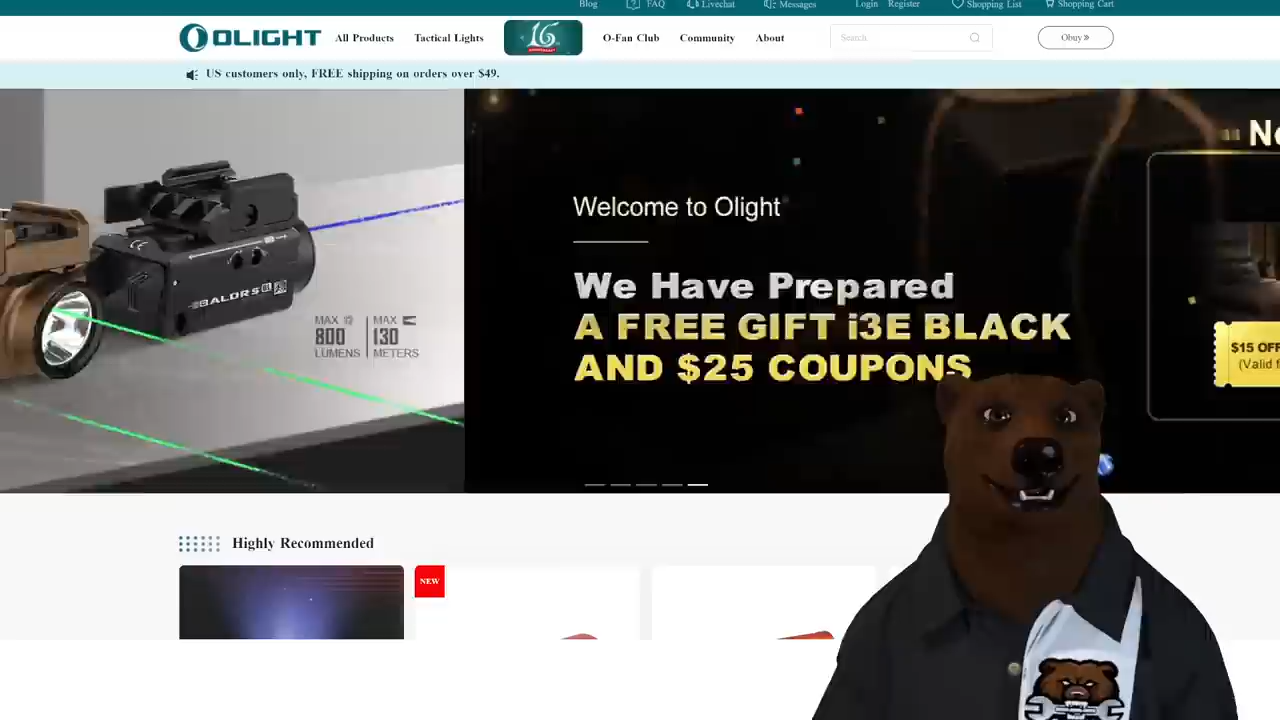 Blog FAQ Livechat Messages Login Register Shopping List Shopping Cart
OLIGHT All Products Tactical Lights 16 O-Fan Club Community About Search Obuy»
US customers only, FREE shipping on orders over $49.
BALDR S
MAX MAX
800 130
LUMENS METERS
Welcome to Olight
We Have Prepared
A FREE GIFT i3E BLACK
AND $25 COUPONS
$15 OFF
(Valid
Highly Recommended
NEW